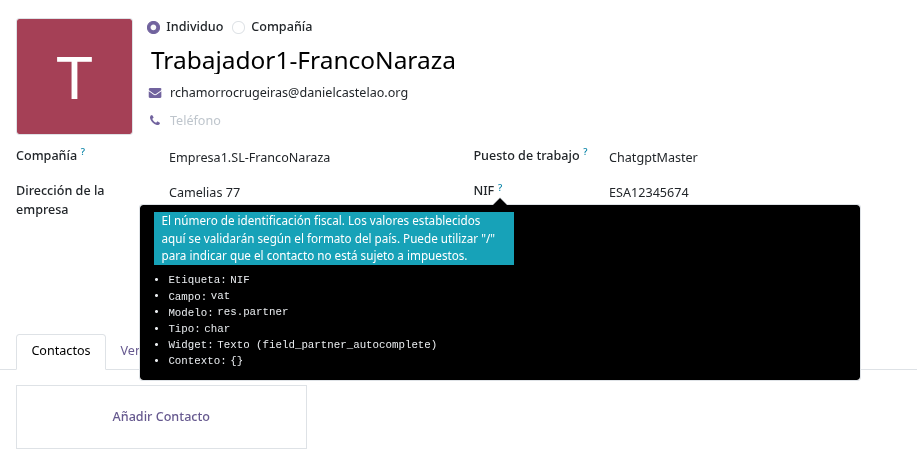 T
Individuo Compañía
Trabajador1-FrancoNaraza
rchamorrocrugeiras@danielcastelao.org
Teléfono
Compañía ? Empresa1.SL-FrancoNaraza Puesto de trabajo ? ChatgptMaster
Dirección de la empresa Camelias 77 NIF ? ESA12345674
El número de identificación fiscal. Los valores establecidos
aquí se validarán según el formato del país. Puede utilizar "/"
para indicar que el contacto no está sujeto a impuestos.
• Etiqueta: NIF
• Campo: vat
• Modelo: res.partner
• Tipo: char
• Widget: Texto (field_partner_autocomplete)
• Contexto: {}
Contactos Ver
Añadir Contacto